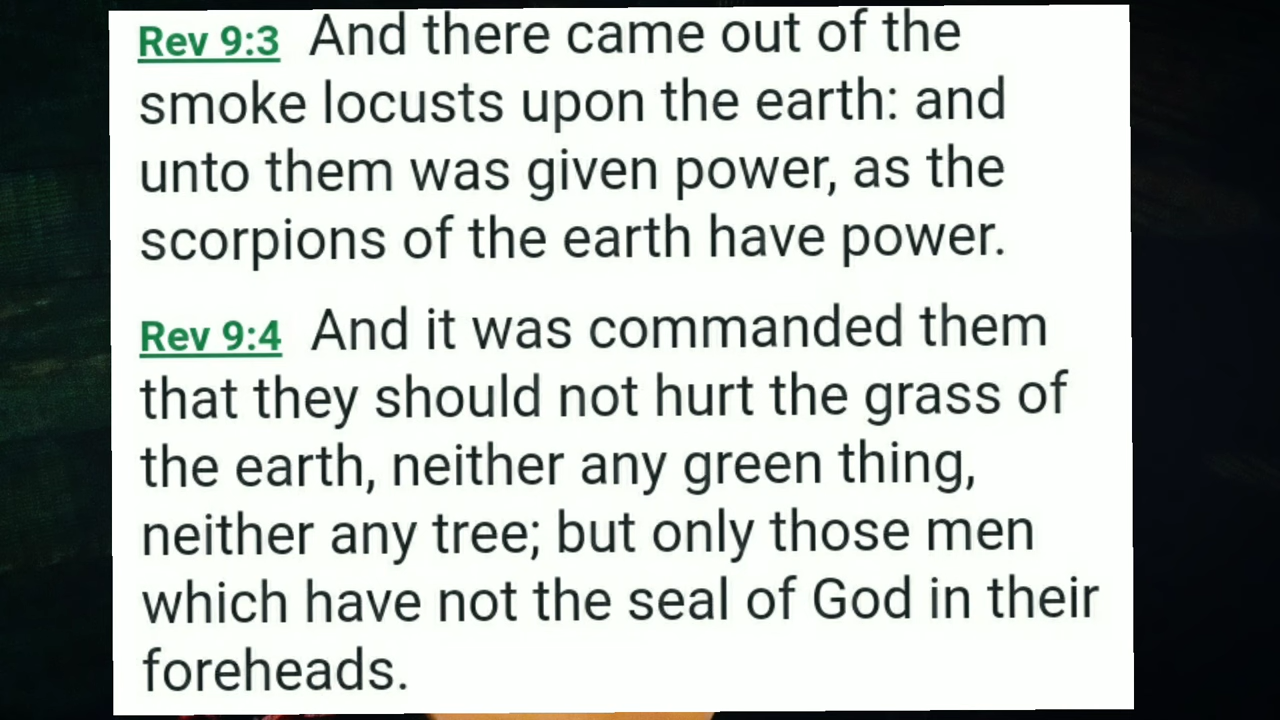 Rev 9:3 And there came out of the
smoke locusts upon the earth: and
unto them was given power, as the
scorpions of the earth have power.
Rev 9:4 And it was commanded them
that they should not hurt the grass of
the earth, neither any green thing,
neither any tree; but only those men
which have not the seal of God in their
foreheads.